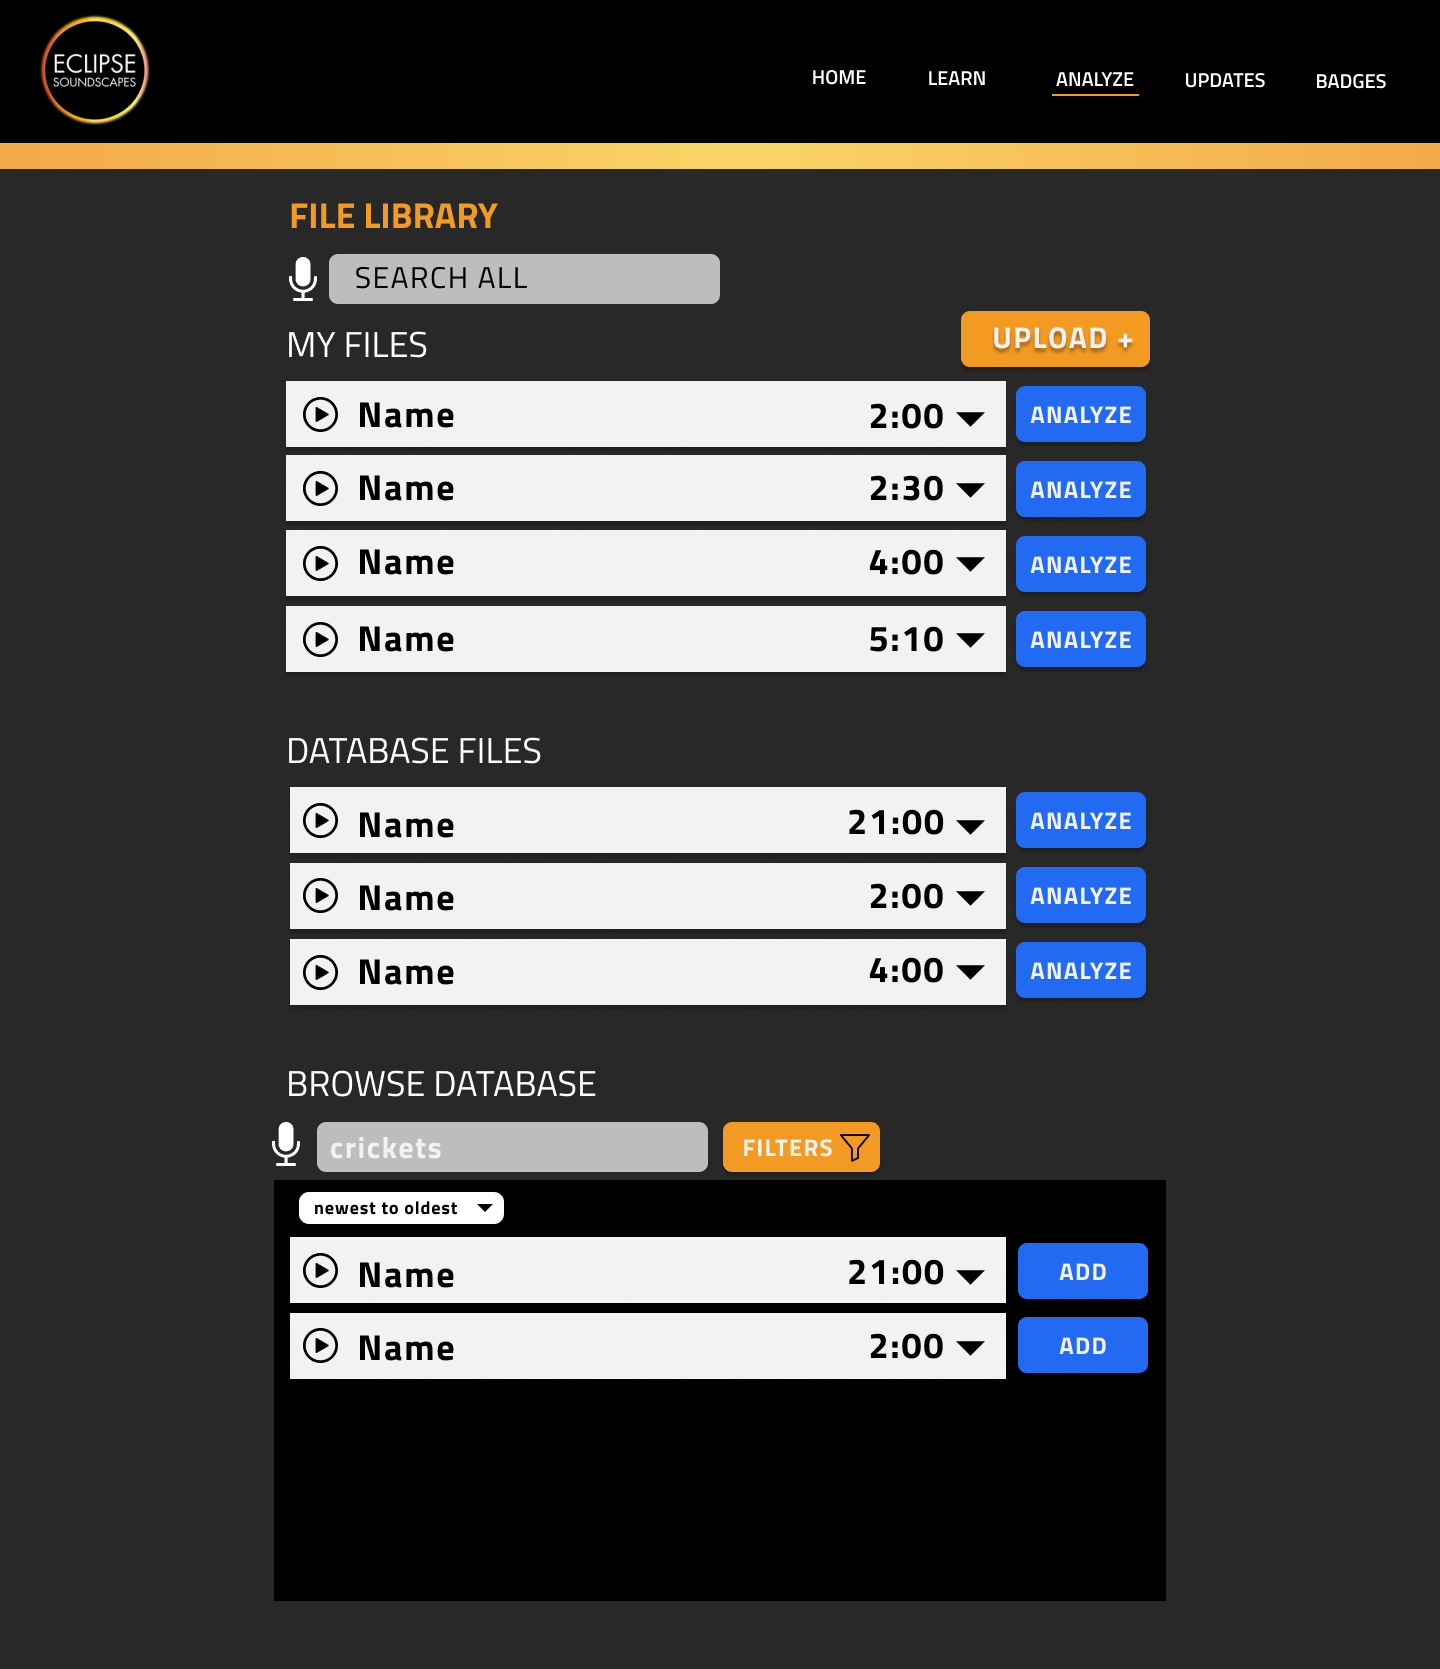 ECLIPSE
SOUNDSCAPES
HOME LEARN ANALYZE UPDATES BADGES
FILE LIBRARY
SEARCH ALL
MY FILES
UPLOAD +
Name 2:00 ANALYZE
Name 2:30 ANALYZE
Name 4:00 ANALYZE
Name 5:10 ANALYZE
DATABASE FILES
Name 21:00 ANALYZE
Name 2:00 ANALYZE
Name 4:00 ANALYZE
BROWSE DATABASE
crickets FILTERS
newest to oldest
Name 21:00 ADD
Name 2:00 ADD